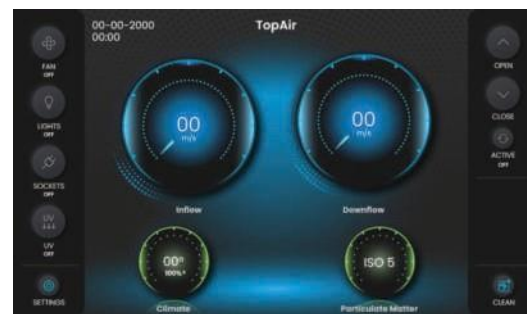 00-00-2000
00:00
TopAir
FAN
OFF
LIGHTS
OFF
SOCKETS
OFF
UV
UV
OFF
SETTINGS
00
m/s
Inflow
00
m/s
Downflow
00°
100%°
Climate
ISO 5
Particulate Matter
OPEN
CLOSE
ACTIVE
OFF
CLEAN